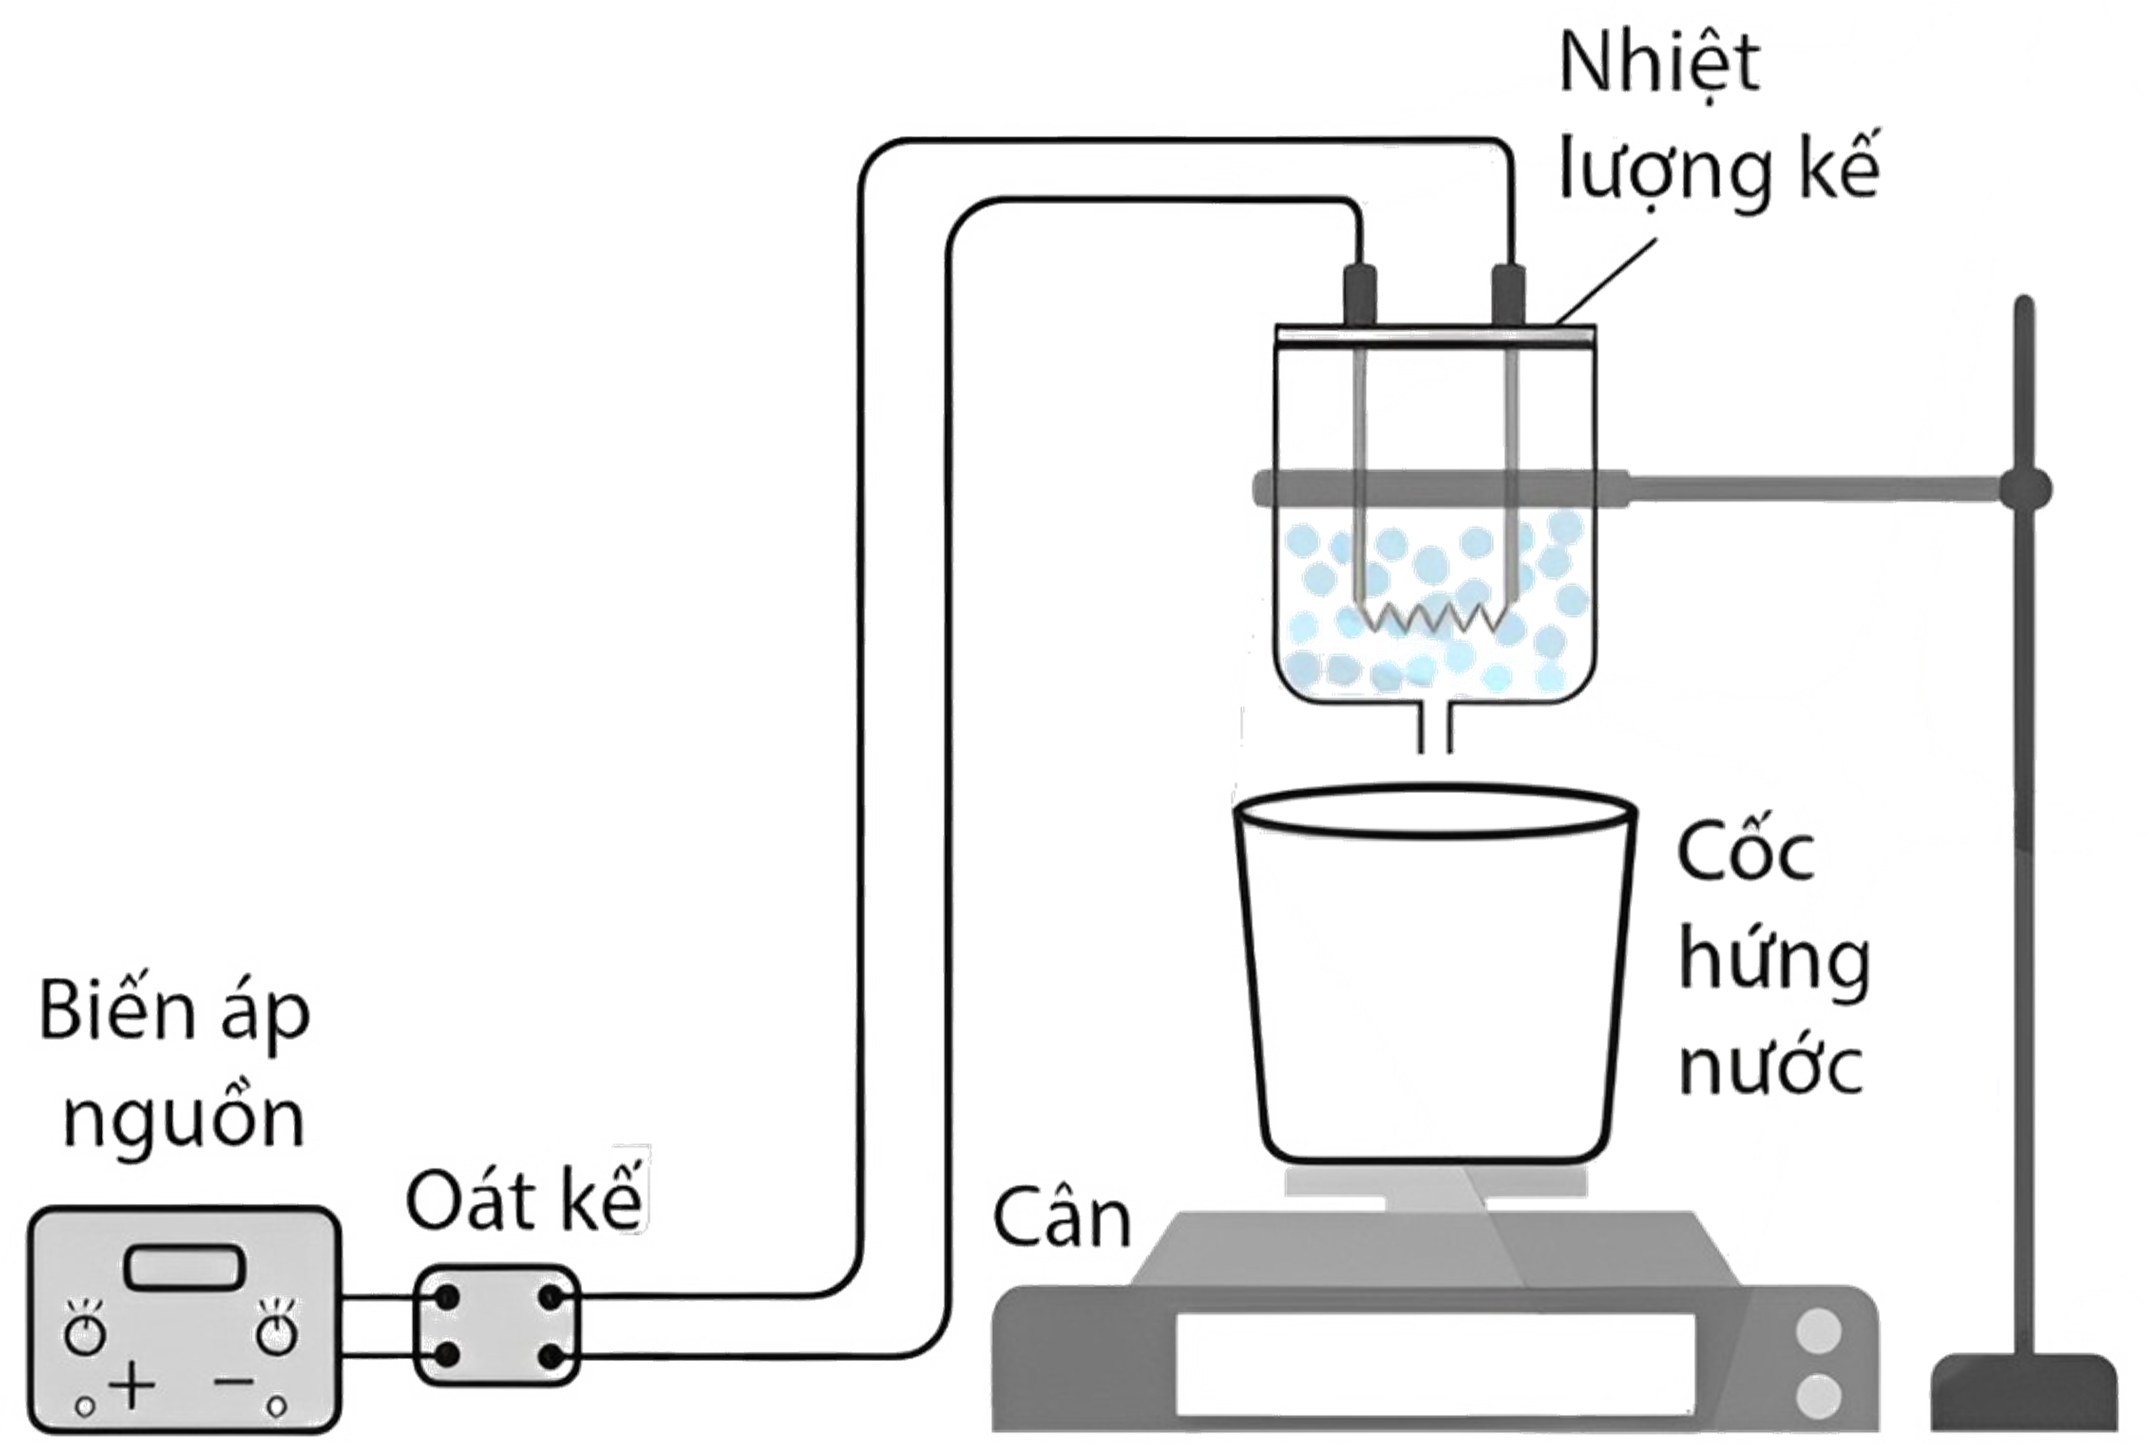 Nhiệt
lượng kế
Cốc
hứng
nước
Biến áp
nguồn
Oát kế
Cân
+ −